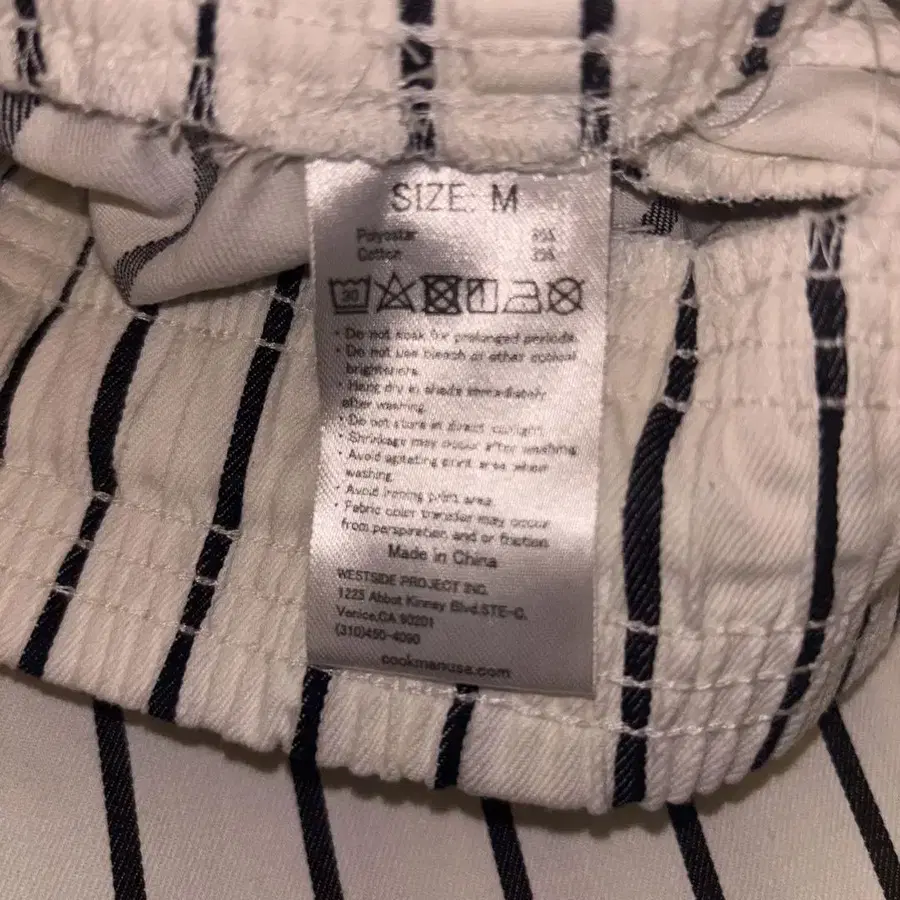 SIZE: M
Polyester
Cotton
30
• Do not soak for prolonged periods.
• Do not use bleach or other optical
brighteners.
• Hang dry in shade immediately
after washing.
• Do not store in direct sunlight.
• Shrinkage may occur after washing.
• Avoid agitating print area when
washing.
• Avoid ironing print area.
• Fabric color transfer may occur
from perspiration and or friction.
Made in China
WESTSIDE PROJECT INC.
1223 Abbot Kinney Blvd.STE-C.
Venice,CA 90201
(310)450-4090
cookmanusa.com